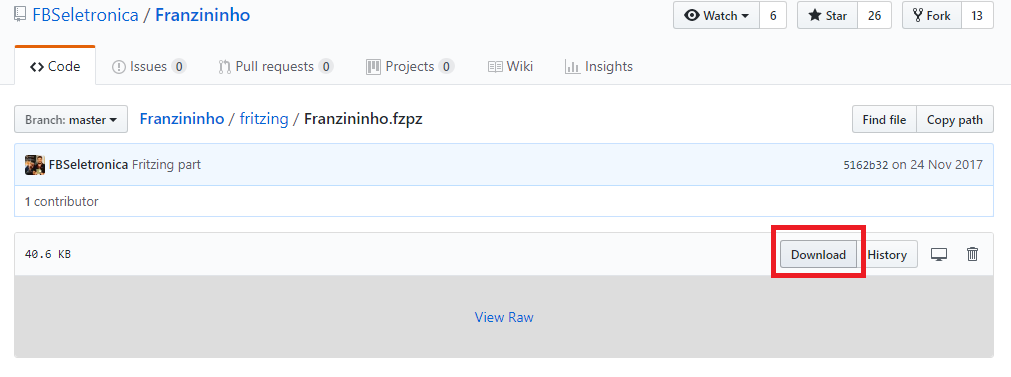 FBSeletronica / Franzininho
Watch 6 Star 26 Fork 13
Code Issues 0 Pull requests 0 Projects 0 Wiki Insights
Branch: master Franzininho / fritzing / Franzininho.fzpz Find file Copy path
FBSeletronica Fritzing part 5162b32 on 24 Nov 2017
1 contributor
40.6 KB Download History
View Raw